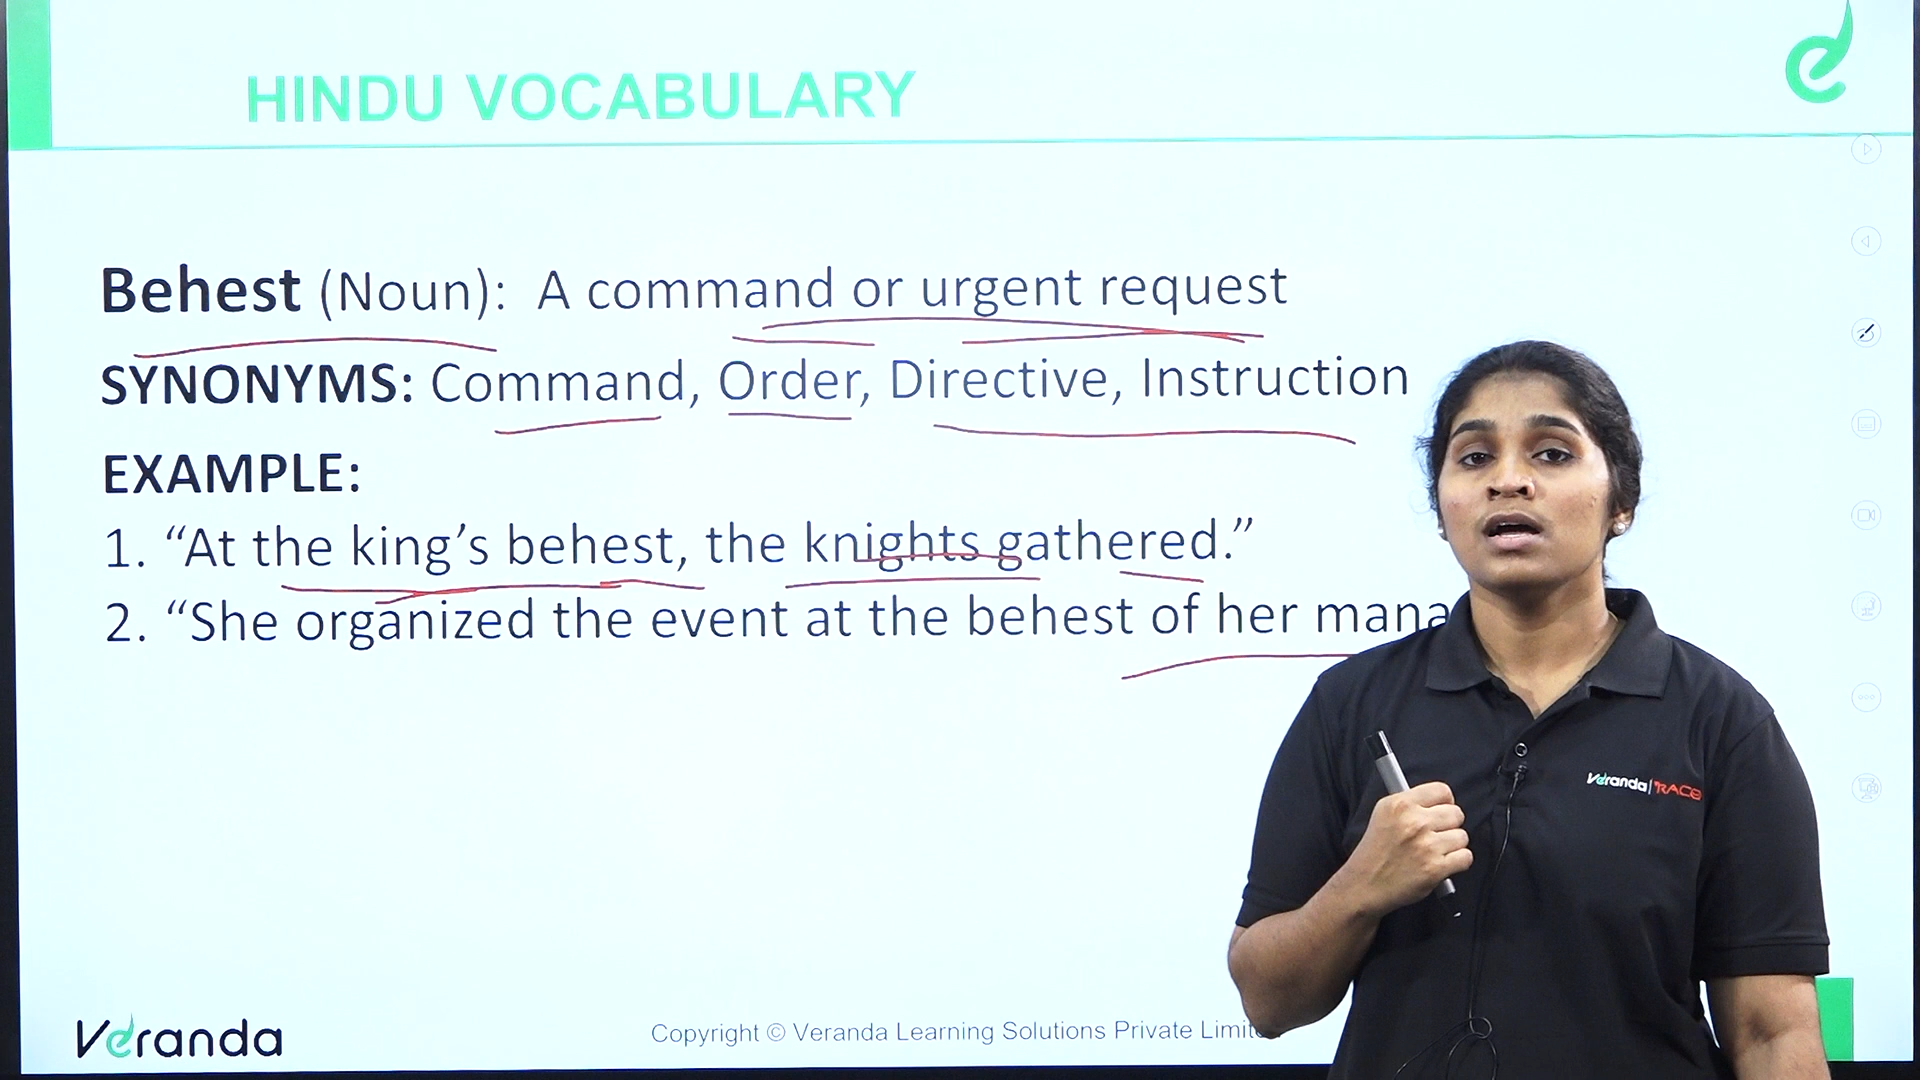 HINDU VOCABULARY
Behest (Noun): A command or urgent request
SYNONYMS: Command, Order, Directive, Instruction
EXAMPLE:
1. “At the king’s behest, the knights gathered.”
2. “She organized the event at the behest of her mana
Veranda | RACE
Veranda
Copyright © Veranda Learning Solutions Private Limite